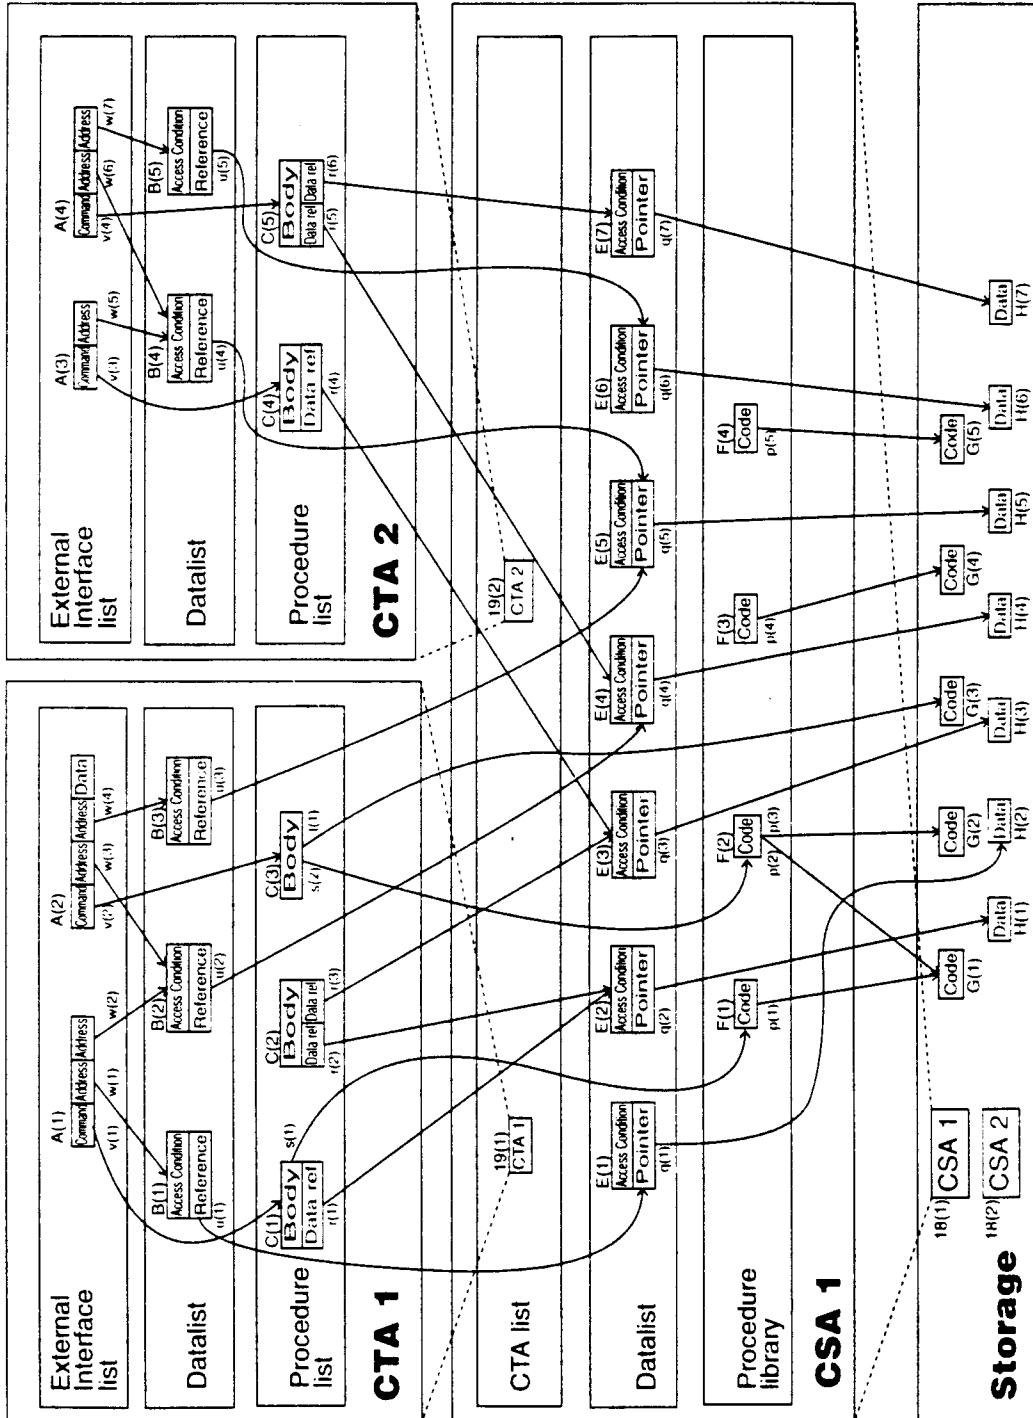 External
Interface
list
A(1)
Command
Address
Address
v(1)
w(1)
w(2)
A(2)
Command
Address
Address
Data
v(2)
w(3)
w(4)
Datalist
B(1)
Access Condition
Reference
u(1)
B(2)
Access Condition
Reference
u(2)
B(3)
Access Condition
Reference
u(3)
Procedure
list
C(1)
Body
Data ref
r(1)
s(1)
C(2)
Body
Data ref
Data ref
r(2)
r(3)
C(3)
Body
s(2)
t(1)
CTA 1
External
Interface
list
A(3)
Command
Address
v(3)
w(5)
A(4)
Command
Address
Address
v(4)
w(6)
w(7)
Datalist
B(4)
Access Condition
Reference
u(4)
B(5)
Access Condition
Reference
u(5)
Procedure
list
C(4)
Body
Data ref
r(4)
C(5)
Body
Data ref
Data ref
r(5)
r(6)
CTA 2
CTA list
19(1)
CTA 1
19(2)
CTA 2
Datalist
E(1)
Access Condition
Pointer
q(1)
E(2)
Access Condition
Pointer
q(2)
E(3)
Access Condition
Pointer
q(3)
E(4)
Access Condition
Pointer
q(4)
E(5)
Access Condition
Pointer
q(5)
E(6)
Access Condition
Pointer
q(6)
E(7)
Access Condition
Pointer
q(7)
Procedure
library
F(1)
Code
p(1)
F(2)
Code
p(2)
p(3)
F(3)
Code
p(4)
F(4)
Code
p(5)
CSA 1
18(1)
CSA 1
18(2)
CSA 2
Code
G(1)
Code
G(2)
Code
G(3)
Code
G(4)
Code
G(5)
Data
H(1)
Data
H(2)
Data
H(3)
Data
H(4)
Data
H(5)
Data
H(6)
Data
H(7)
Storage